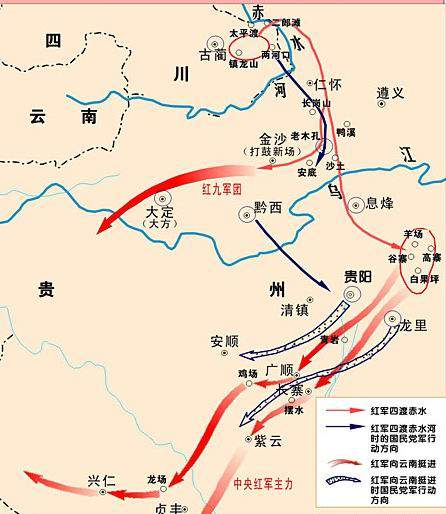 赤
水
河
二郎滩
太平渡
四
川
古蔺
两河口
镇龙山
仁怀
遵义
云南
长岗山
老木孔
鸭溪
金沙
(打鼓新场)
安底
沙土
乌
江
红九军团
大定
(大方)
黔西
息烽
羊场
谷寨
高寨
白果坪
贵
州
贵阳
清镇
龙里
安顺
青岩
广顺
鸡场
长寨
摆水
紫云
兴仁
龙场
贞丰
中央红军主力
红军四渡赤水
红军四渡赤水河
时的国民党军行
动方向
红军向云南挺进
红军向云南挺进
时国民党军行动
方向